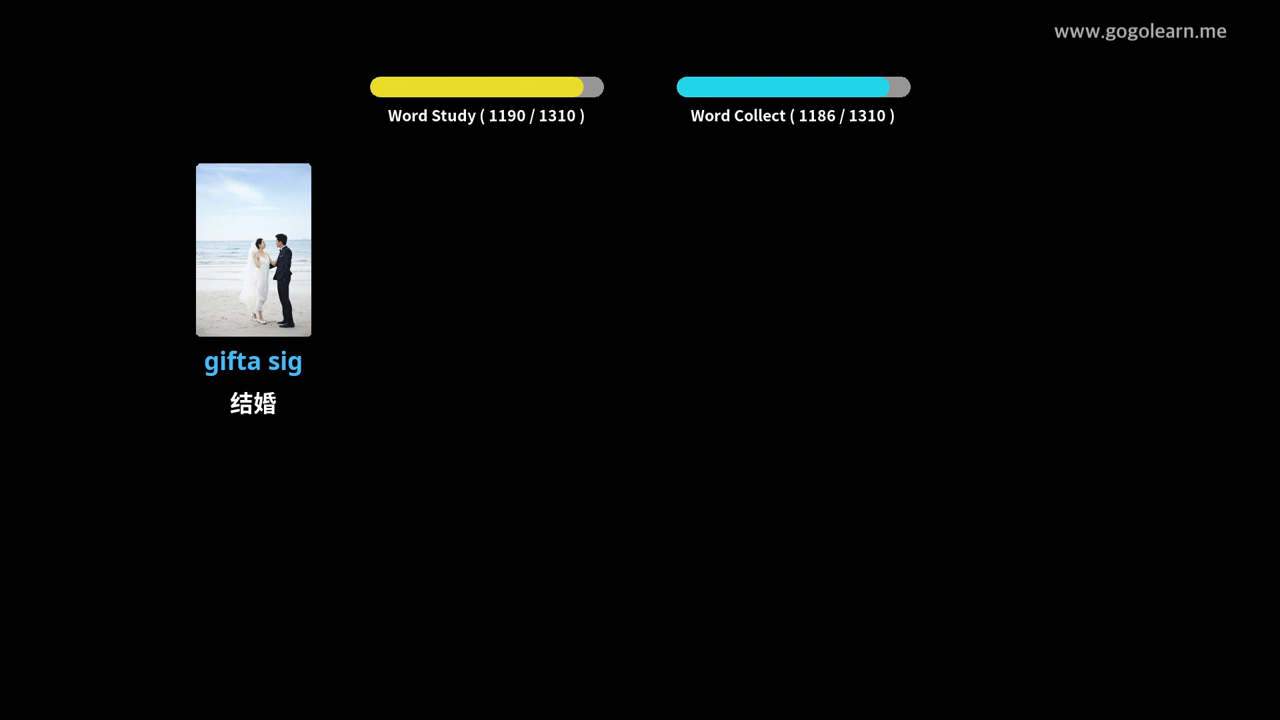 www.gogolearn.me
Word Study ( 1190 / 1310 )
Word Collect ( 1186 / 1310 )
gifta sig
结婚